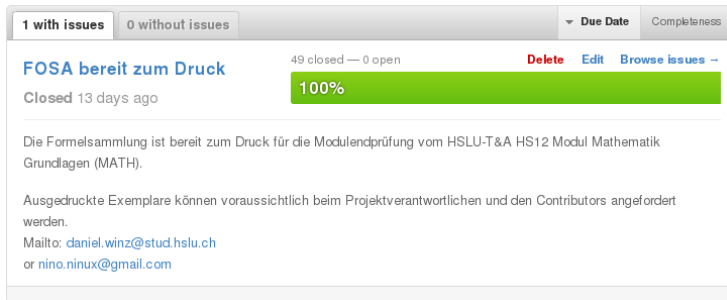 1 with issues 0 without issues Due Date Completeness
FOSA bereit zum Druck
Closed 13 days ago
49 closed — 0 open Delete Edit Browse issues →
100%
Die Formelsammlung ist bereit zum Druck für die Modulendprüfung vom HSLU-T&A HS12 Modul Mathematik
Grundlagen (MATH).
Ausgedruckte Exemplare können voraussichtlich beim Projektverantwortlichen und den Contributors angefordert
werden.
Mailto: daniel.winz@stud.hslu.ch
or nino.ninux@gmail.com